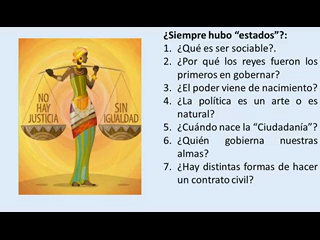 ¿Siempre hubo “estados”?:
1. ¿Qué es ser sociable?.
2. ¿Por qué los reyes fueron los
primeros en gobernar?
3. ¿El poder viene de nacimiento?
4. ¿La política es un arte o es
natural?
5. ¿Cuándo nace la “Ciudadanía”?
6. ¿Quién gobierna nuestras
almas?
7. ¿Hay distintas formas de hacer
un contrato civil?
NO HAY
JUSTICIA
SIN
IGUALDAD